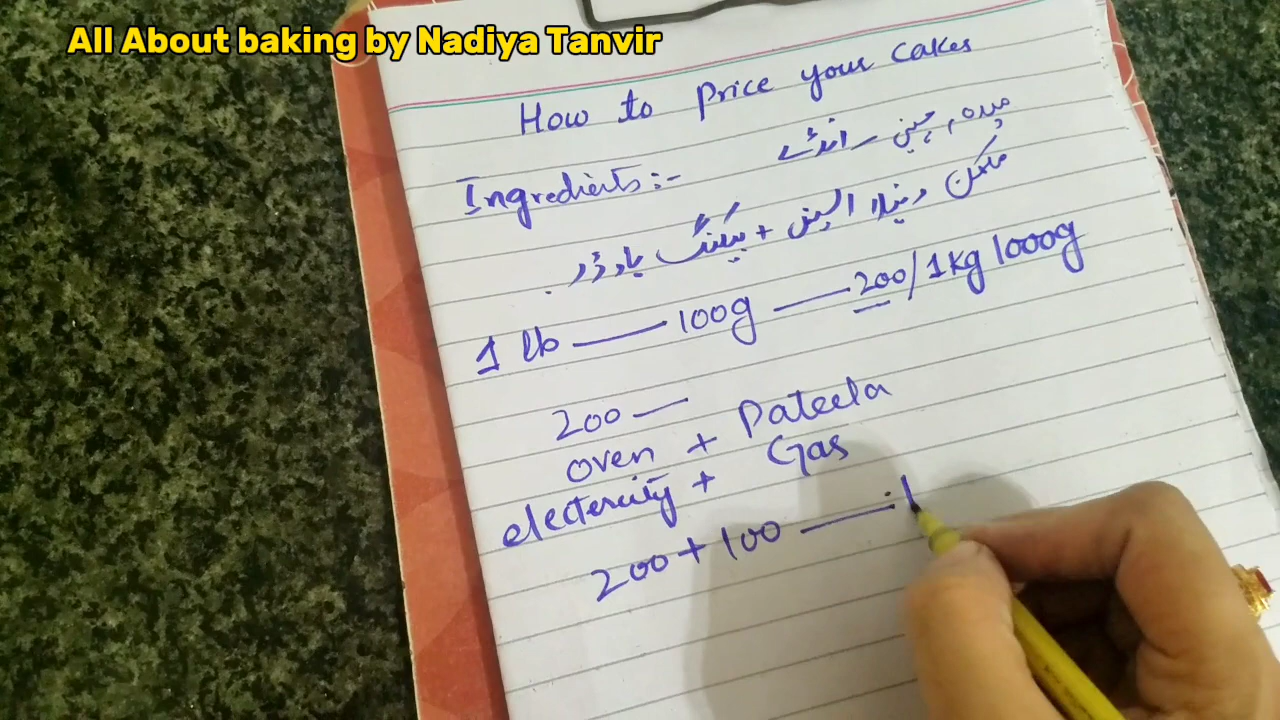 All About baking by Nadiya Tanvir
How to price your cakes
Ingredients:- میدہ, چینی – انڈے
مکھن ونیلا ایسنس + بیکنگ پاوڈر.
1 lb — 100g — 200/1kg 1000g
200 —
oven + Pateela
electercity + Gas
200 + 100 —